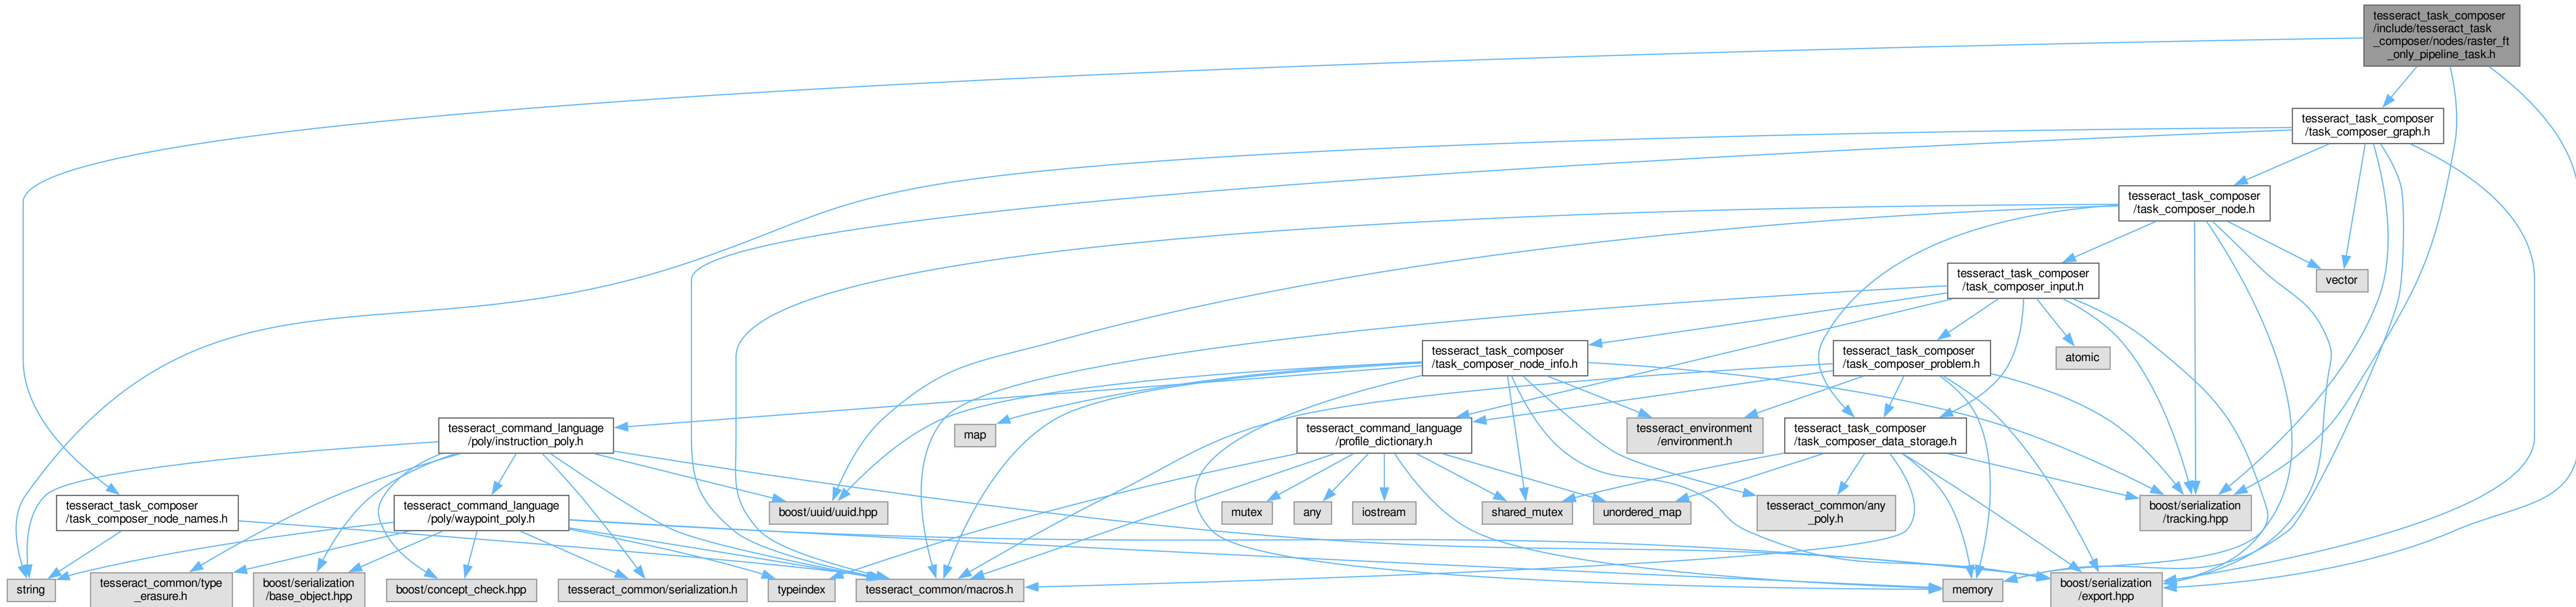 tesseract_task_composer
/include/tesseract_task
_composer/nodes/raster_ft
_only_pipeline_task.h
tesseract_task_composer
/task_composer_graph.h
tesseract_task_composer
/task_composer_node.h
tesseract_task_composer
/task_composer_input.h
vector
tesseract_task_composer
/task_composer_node_info.h
tesseract_task_composer
/task_composer_problem.h
atomic
tesseract_command_language
/poly/instruction_poly.h
map
tesseract_command_language
/profile_dictionary.h
tesseract_environment
/environment.h
tesseract_task_composer
/task_composer_data_storage.h
tesseract_task_composer
/task_composer_node_names.h
tesseract_command_language
/poly/waypoint_poly.h
boost/uuid/uuid.hpp
mutex
any
iostream
shared_mutex
unordered_map
tesseract_common/any
_poly.h
boost/serialization
/tracking.hpp
string
tesseract_common/type
_erasure.h
boost/serialization
/base_object.hpp
boost/concept_check.hpp
tesseract_common/serialization.h
typeindex
tesseract_common/macros.h
memory
boost/serialization
/export.hpp